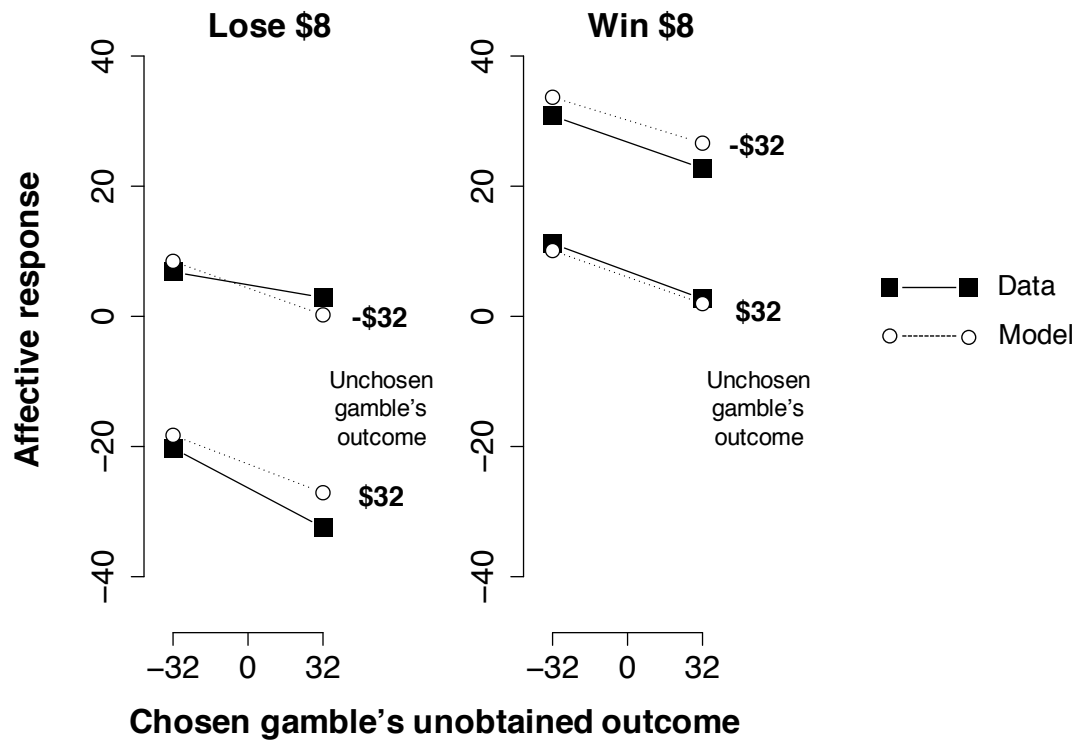 Lose $8
Win $8
Affective response
40
20
0
−20
−40
-$32
Unchosen
gamble's
outcome
$32
−32 0 32
40
20
0
−20
−40
-$32
$32
Unchosen
gamble's
outcome
−32 0 32
Data
Model
Chosen gamble's unobtained outcome